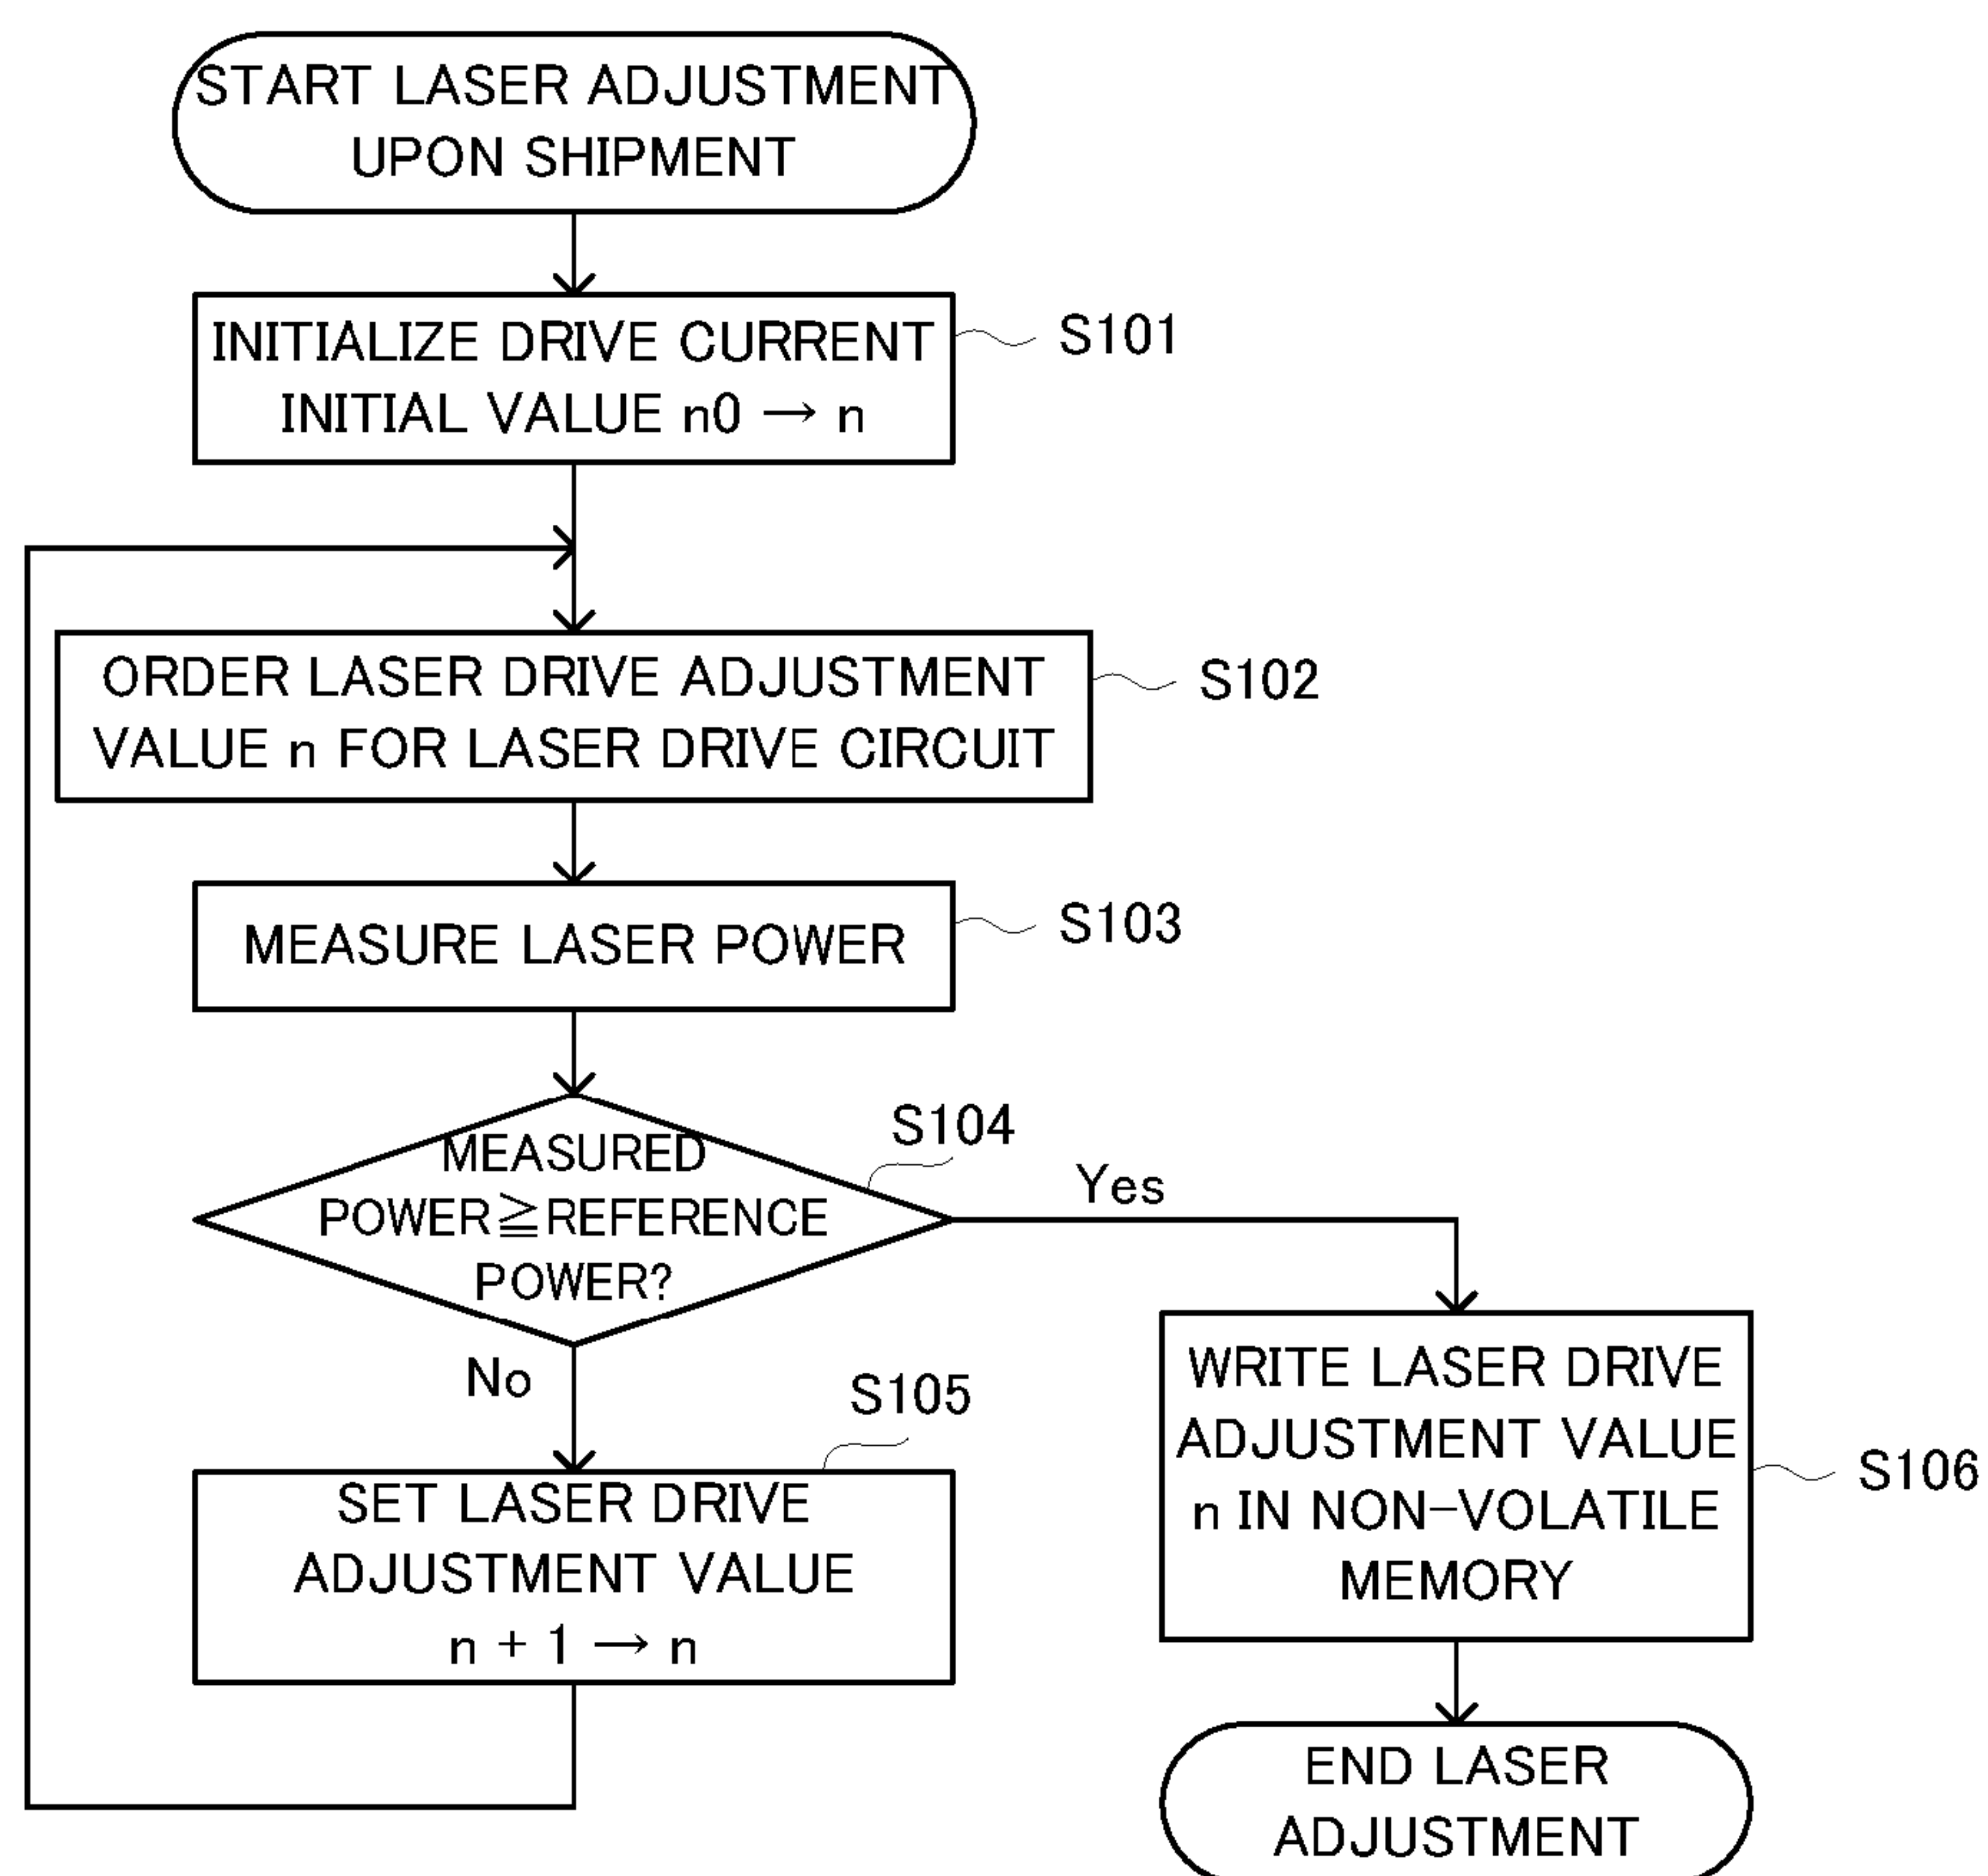 START LASER ADJUSTMENT
UPON SHIPMENT
INITIALIZE DRIVE CURRENT
INITIAL VALUE n0 → n
S101
ORDER LASER DRIVE ADJUSTMENT
VALUE n FOR LASER DRIVE CIRCUIT
S102
MEASURE LASER POWER
S103
MEASURED
POWER≧REFERENCE
POWER?
S104
Yes
No
SET LASER DRIVE
ADJUSTMENT VALUE
n + 1 → n
S105
WRITE LASER DRIVE
ADJUSTMENT VALUE
n IN NON-VOLATILE
MEMORY
S106
END LASER
ADJUSTMENT